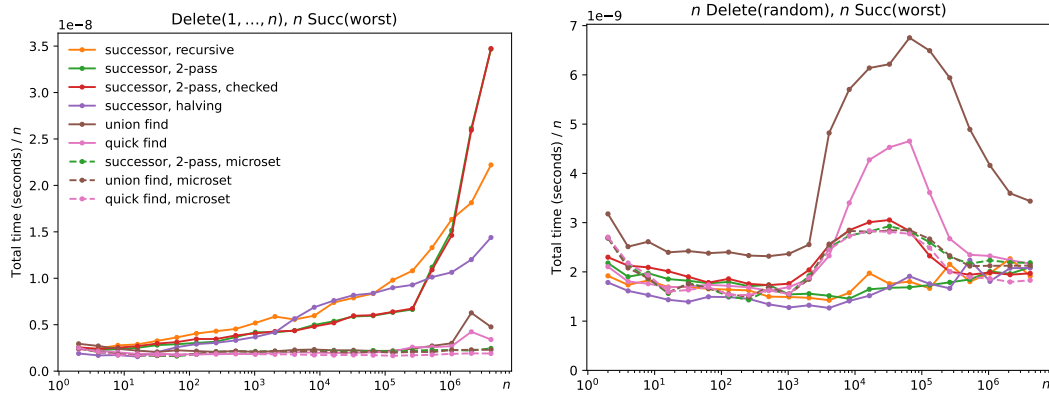 Delete(1, ..., n), n Succ(worst)
1e−8
Total time (seconds) / n
3.5
3.0
2.5
2.0
1.5
1.0
0.5
0.0
successor, recursive
successor, 2-pass
successor, 2-pass, checked
successor, halving
union find
quick find
successor, 2-pass, microset
union find, microset
quick find, microset
10⁰ 10¹ 10² 10³ 10⁴ 10⁵ 10⁶ n
n Delete(random), n Succ(worst)
1e−9
Total time (seconds) / n
7
6
5
4
3
2
1
0
10⁰ 10¹ 10² 10³ 10⁴ 10⁵ 10⁶ n